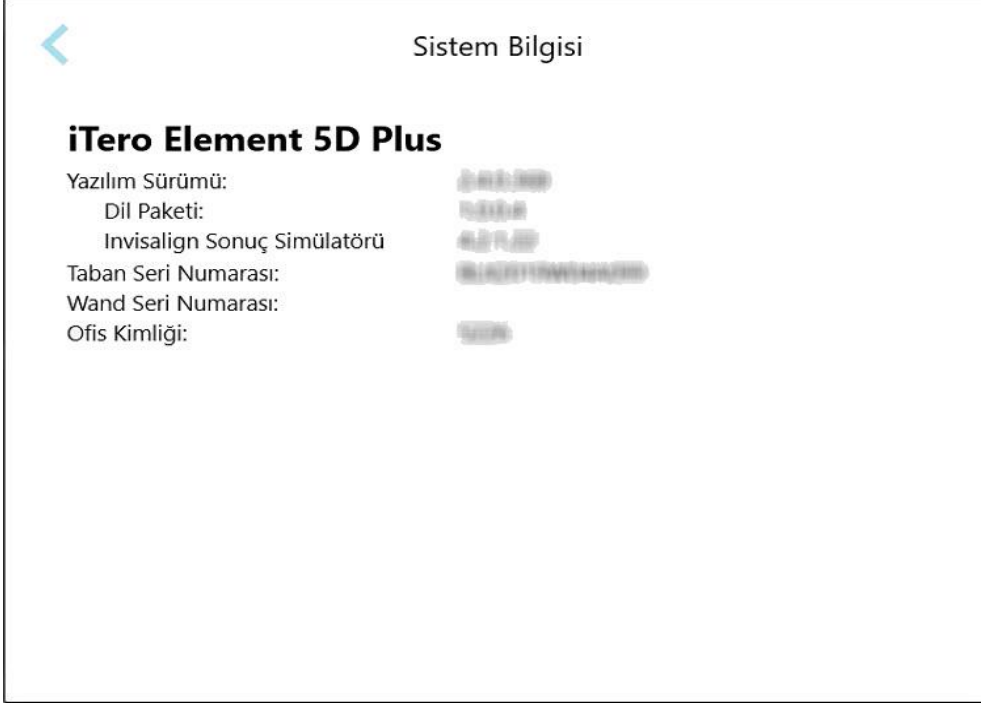 Sistem Bilgisi
iTero Element 5D Plus
Yazılım Sürümü:
Dil Paketi:
Invisalign Sonuç Simülatörü
Taban Seri Numarası:
Wand Seri Numarası:
Ofis Kimliği: